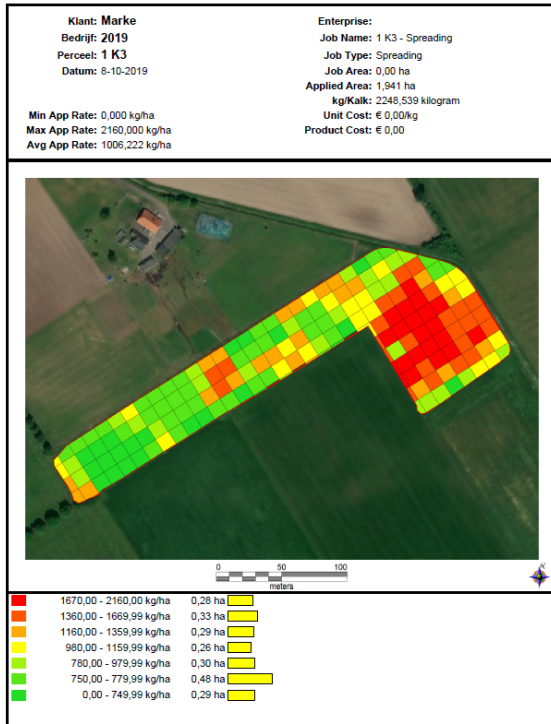 Klant: Marke
Bedrijf: 2019
Perceel: 1 K3
Datum: 8-10-2019
Min App Rate: 0,000 kg/ha
Max App Rate: 2160,000 kg/ha
Avg App Rate: 1006,222 kg/ha
Enterprise:
Job Name: 1 K3 - Spreading
Job Type: Spreading
Job Area: 0,00 ha
Applied Area: 1,941 ha
kg/Kalk: 2248,539 kilogram
Unit Cost: € 0,00/kg
Product Cost: € 0,00
0 50 100
meters
N
1670,00 - 2160,00 kg/ha 0,28 ha
1360,00 - 1669,99 kg/ha 0,33 ha
1160,00 - 1359,99 kg/ha 0,29 ha
980,00 - 1159,99 kg/ha 0,26 ha
780,00 - 979,99 kg/ha 0,30 ha
750,00 - 779,99 kg/ha 0,48 ha
0,00 - 749,99 kg/ha 0,29 ha